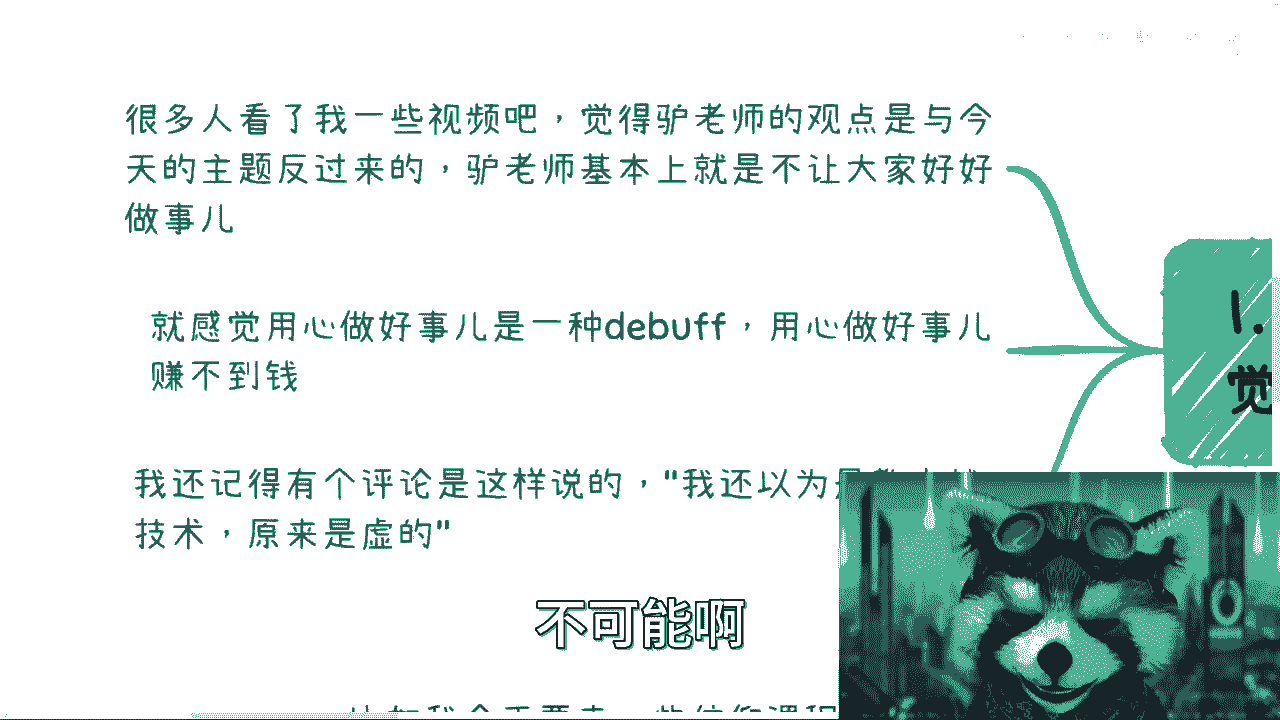 很多人看了我一些视频吧，觉得驴老师的观点是与今
天的主题反过来的，驴老师基本上就是不让大家好好
做事儿
就感觉用心做好事儿是一种debuff，用心做好事儿
赚不到钱
我还记得有个评论是这样说的，"我还以为是
技术，原来是虚的"
1.
觉
不可能啊